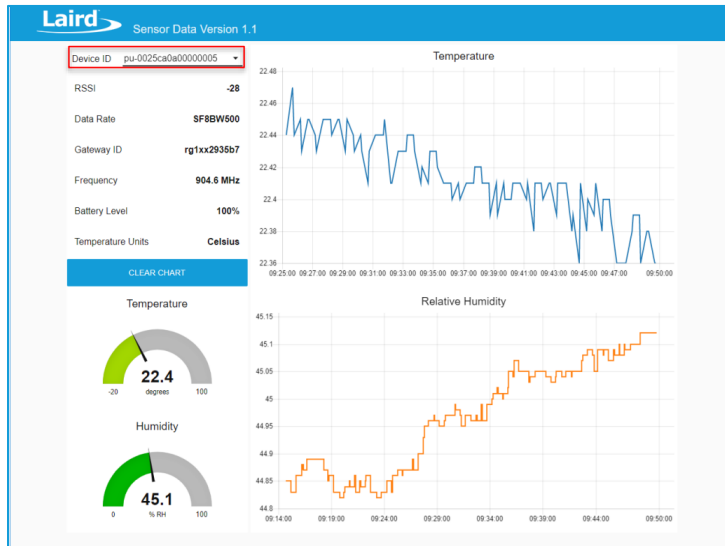 Laird
Sensor Data Version 1.1
Device ID pu-0025ca0a00000005
RSSI -28
Data Rate SF8BW500
Gateway ID rg1xx2935b7
Frequency 904.6 MHz
Battery Level 100%
Temperature Units Celsius
CLEAR CHART
Temperature
22.4
-20 degrees 100
Humidity
45.1
0 % RH 100
Temperature
22.48
22.46
22.44
22.42
22.4
22.38
22.36
09:25:00 09:27:00 09:29:00 09:31:00 09:33:00 09:35:00 09:37:00 09:39:00 09:41:00 09:43:00 09:45:00 09:47:00 09:50:00
Relative Humidity
45.15
45.1
45.05
45
44.95
44.9
44.85
44.8
09:14:00 09:19:00 09:24:00 09:29:00 09:34:00 09:39:00 09:44:00 09:50:00